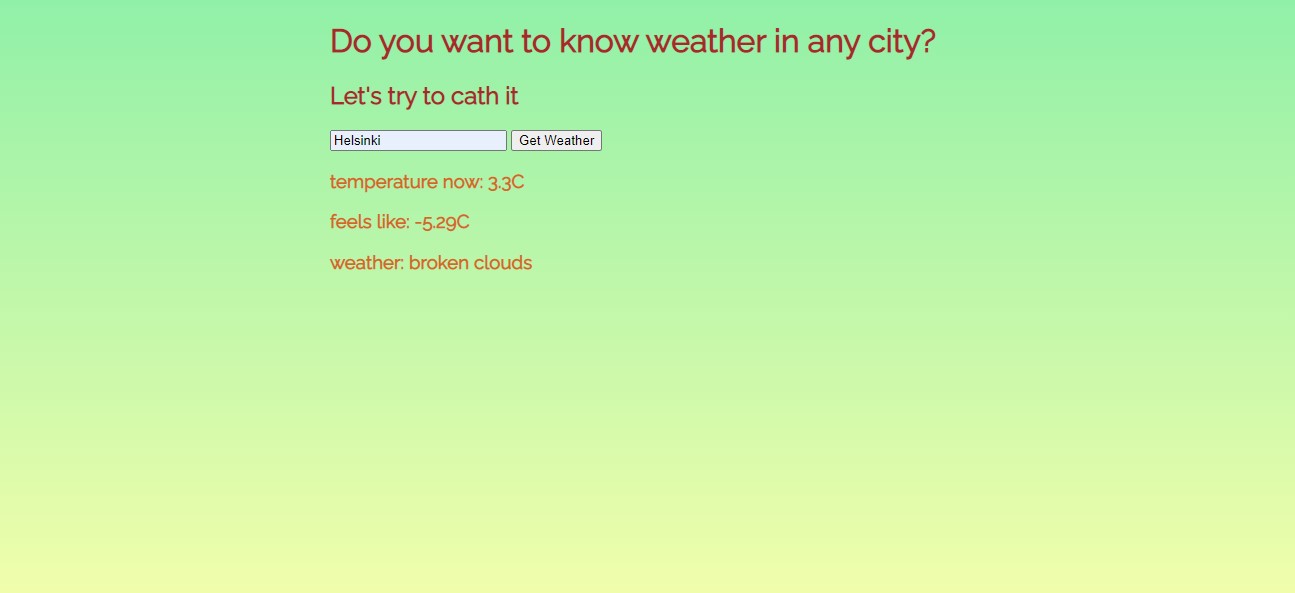 Do you want to know weather in any city?
Let's try to cath it
Helsinki Get Weather
temperature now: 3.3C
feels like: -5.29C
weather: broken clouds